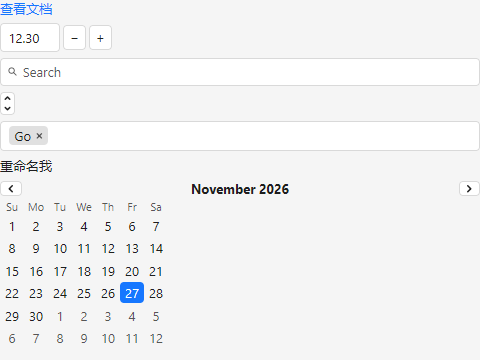 查看文档
12.30 − +
Search
Go ×
重命名我
November 2026
Su Mo Tu We Th Fr Sa
1 2 3 4 5 6 7
8 9 10 11 12 13 14
15 16 17 18 19 20 21
22 23 24 25 26 27 28
29 30 1 2 3 4 5
6 7 8 9 10 11 12